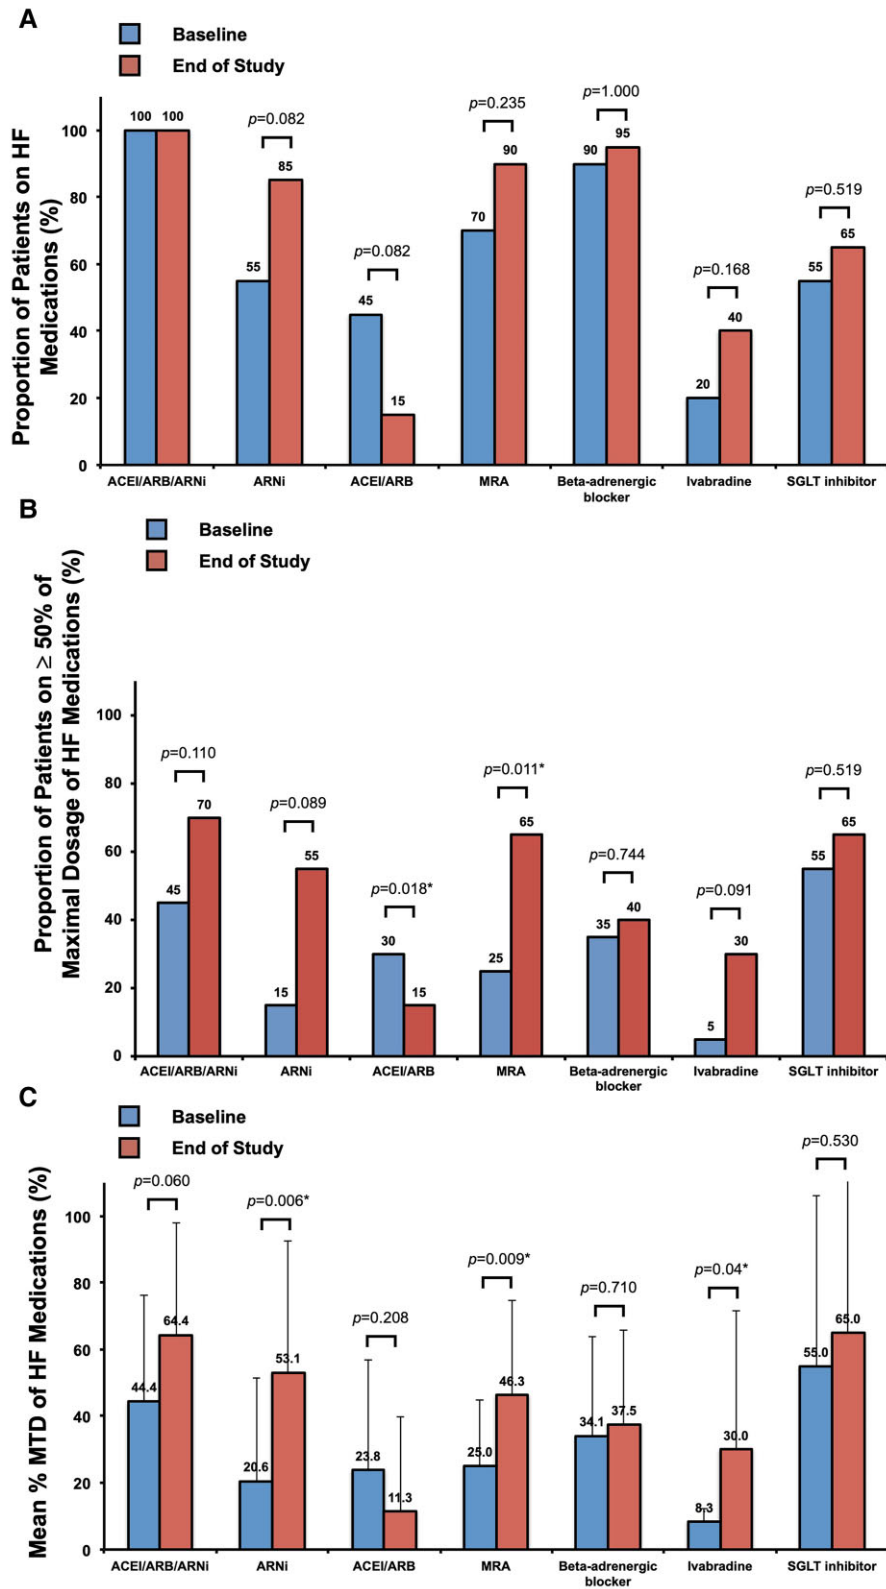 A
Baseline
End of Study
Proportion of Patients on HF
Medications (%)
100
80
60
40
20
0
100 100
p=0.082
55 85
p=0.082
45 15
p=0.235
70 90
p=1.000
90 95
p=0.168
20 40
p=0.519
55 65
ACEI/ARB/ARNi ARNi ACEI/ARB MRA Beta-adrenergic Ivabradine SGLT inhibitor
blocker
B
Baseline
End of Study
Proportion of Patients on ≥ 50% of
Maximal Dosage of HF Medications (%)
100
80
60
40
20
0
p=0.110
45 70
p=0.089
15 55
p=0.018*
30 15
p=0.011*
25 65
p=0.744
35 40
p=0.091
5 30
p=0.519
55 65
ACEI/ARB/ARNi ARNi ACEI/ARB MRA Beta-adrenergic Ivabradine SGLT inhibitor
blocker
C
Baseline
End of Study
Mean % MTD of HF Medications (%)
100
80
60
40
20
0
p=0.060
44.4 64.4
p=0.006*
20.6 53.1
p=0.208
23.8 11.3
p=0.009*
25.0 46.3
p=0.710
34.1 37.5
p=0.04*
8.3 30.0
p=0.530
55.0 65.0
ACEI/ARB/ARNi ARNi ACEI/ARB MRA Beta-adrenergic Ivabradine SGLT inhibitor
blocker